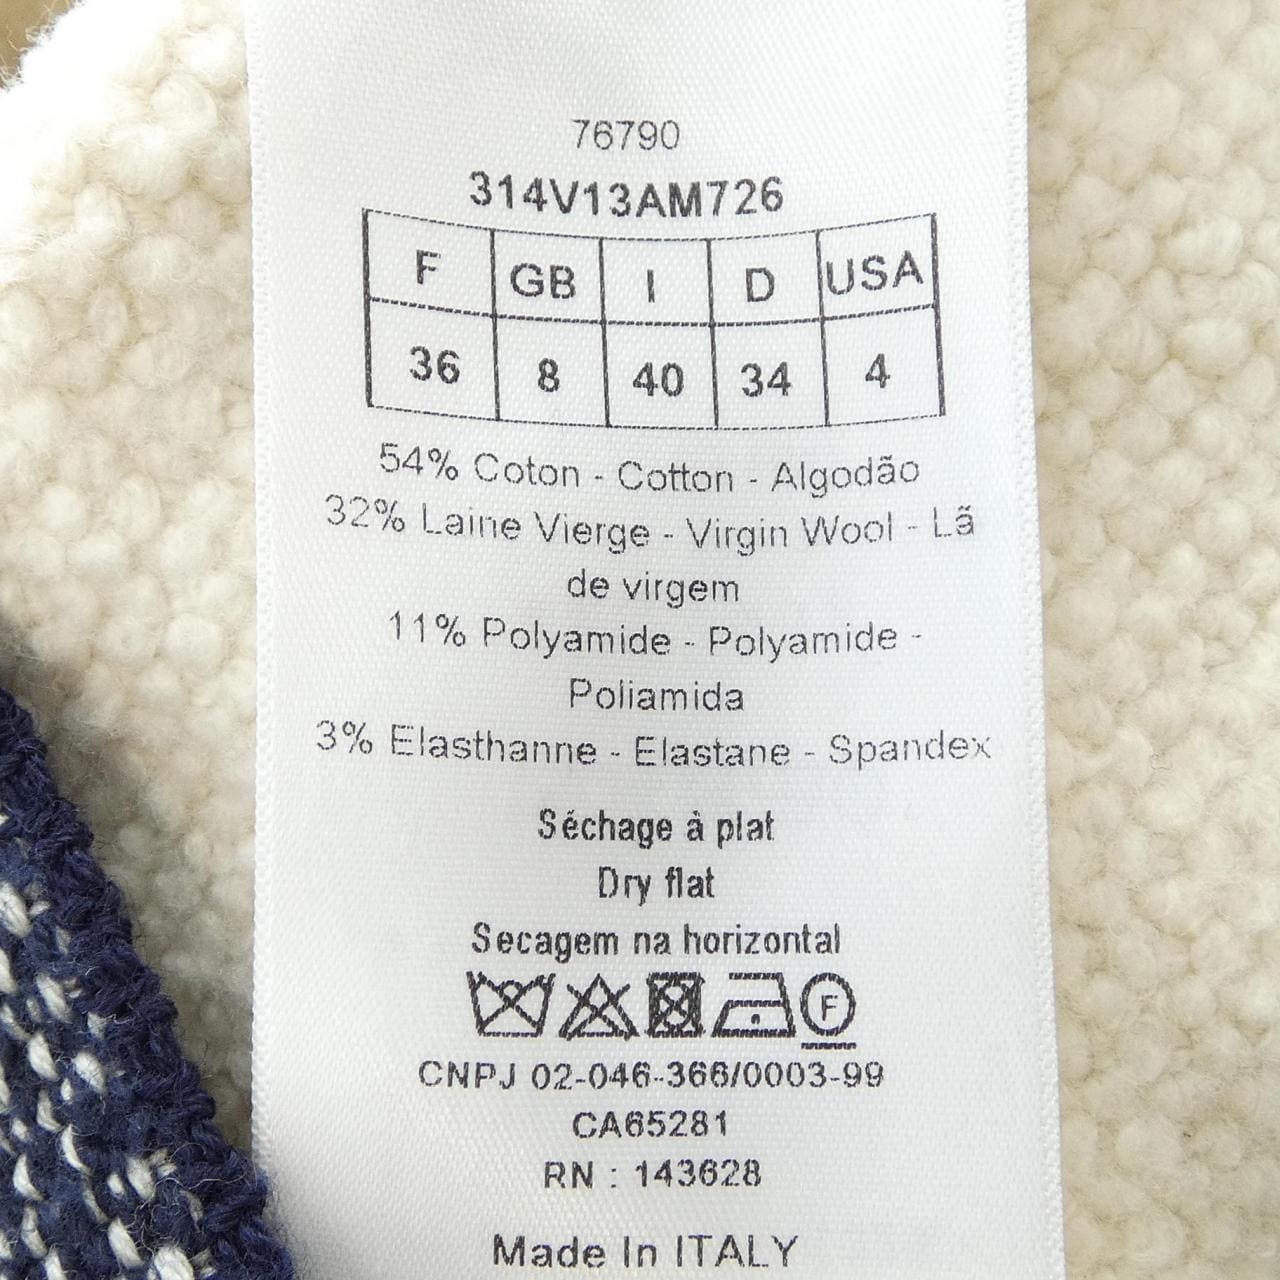 76790
314V13AM726
F GB I D USA
36 8 40 34 4
54% Coton - Cotton - Algodão
32% Laine Vierge - Virgin Wool - Lã
de virgem
11% Polyamide - Polyamide -
Poliamida
3% Elasthanne - Elastane - Spandex
Séchage à plat
Dry flat
Secagem na horizontal
F
CNPJ 02-046-366/0003-99
CA65281
RN : 143628
Made In ITALY